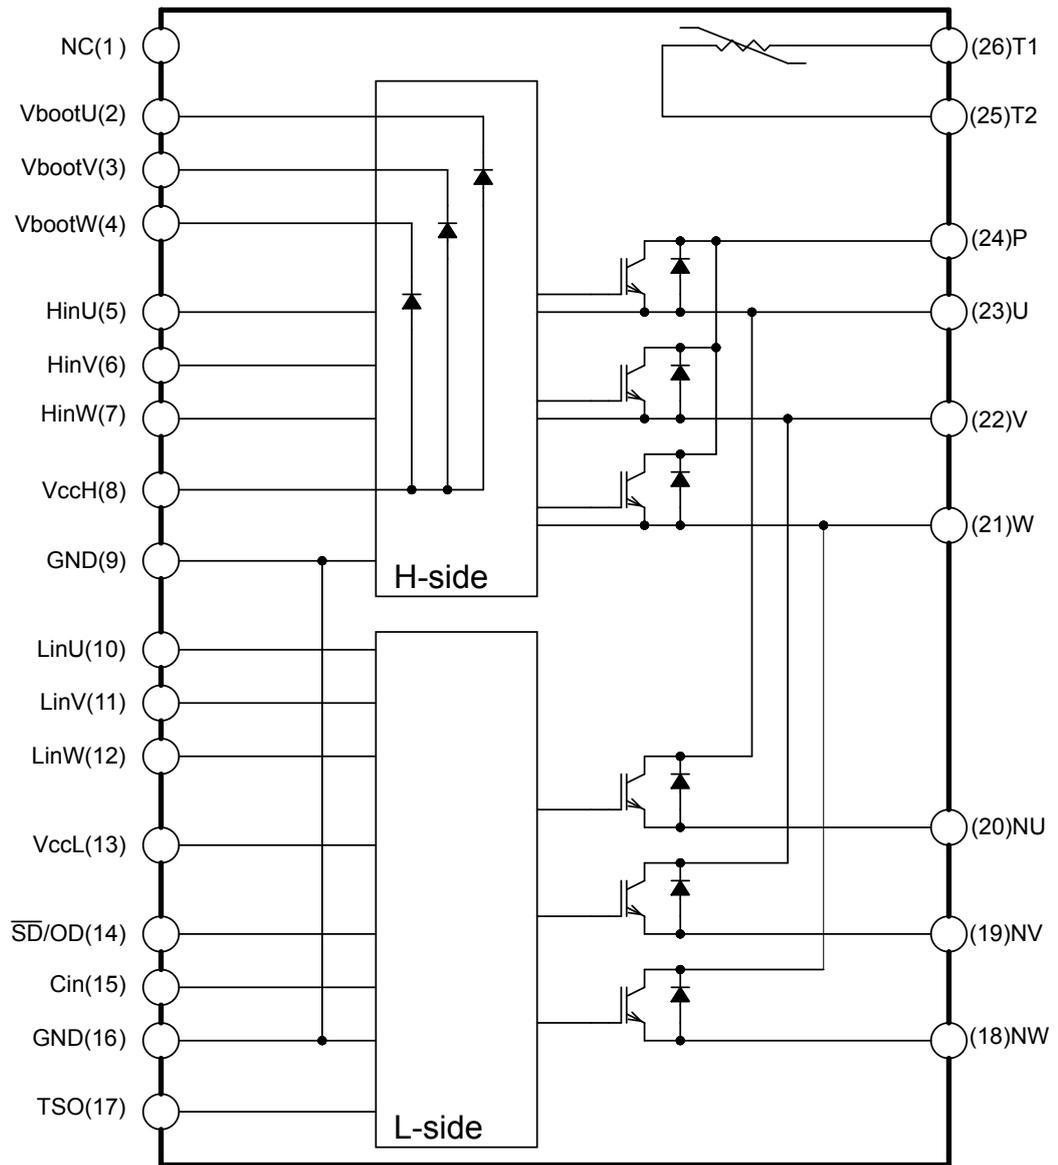 NC(1)
VbootU(2)
VbootV(3)
VbootW(4)
HinU(5)
HinV(6)
HinW(7)
VccH(8)
GND(9)
LinU(10)
LinV(11)
LinW(12)
VccL(13)
S̅D̅/OD(14)
Cin(15)
GND(16)
TSO(17)
H-side
L-side
(26)T1
(25)T2
(24)P
(23)U
(22)V
(21)W
(20)NU
(19)NV
(18)NW